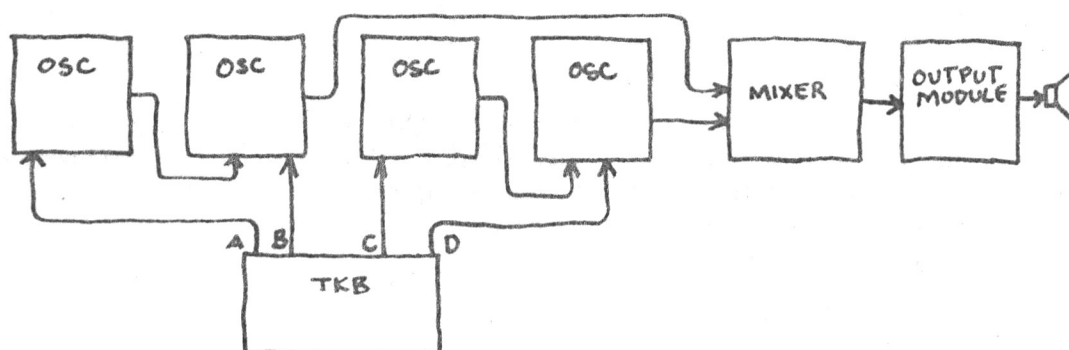 OSC
OSC
OSC
OSC
MIXER
OUTPUT
MODULE
A
B
C
D
TKB